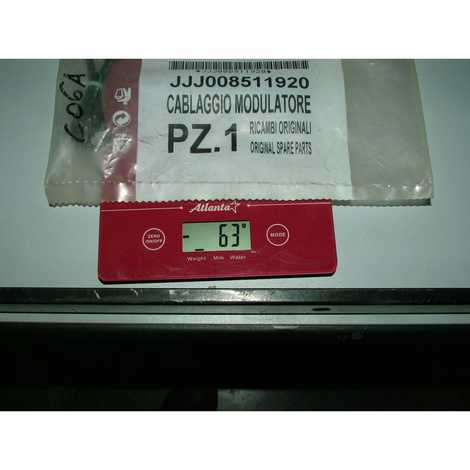 *JJJ008511920*
JJJ008511920
CABLAGGIO MODULATORE
PZ.1
RICAMBI ORIGINALI
ORIGINAL SPARE PARTS
G06A
Atlanta
ZERO
ON/OFF
63°
MODE
Weight Milk Water